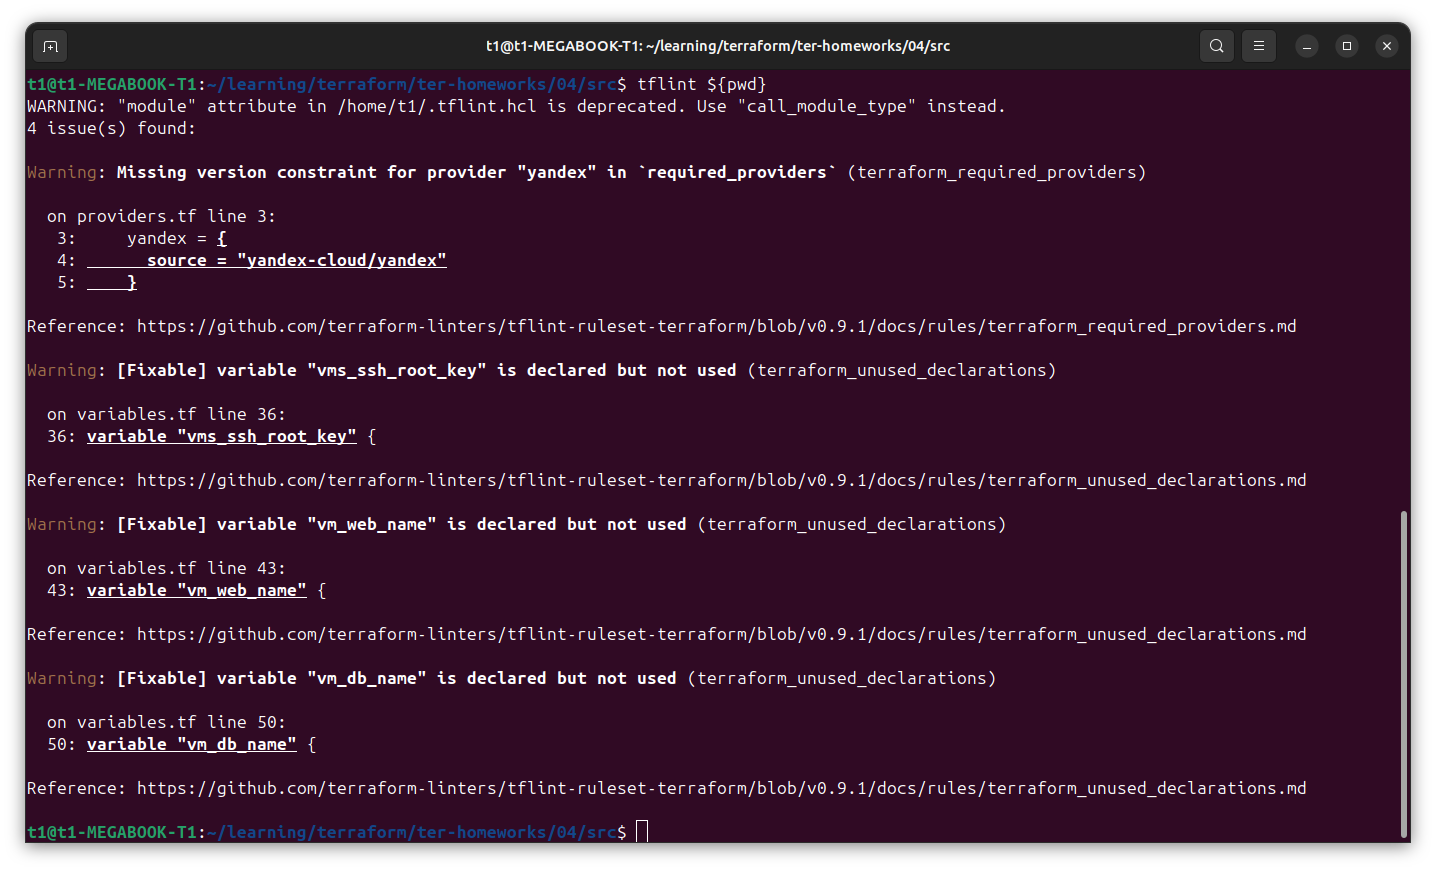 t1@t1-MEGABOOK-T1: ~/learning/terraform/ter-homeworks/04/src
t1@t1-MEGABOOK-T1:~/learning/terraform/ter-homeworks/04/src$ tflint ${pwd}
WARNING: "module" attribute in /home/t1/.tflint.hcl is deprecated. Use "call_module_type" instead.
4 issue(s) found:
Warning: Missing version constraint for provider "yandex" in `required_providers` (terraform_required_providers)
on providers.tf line 3:
3:     yandex = {
4:       source = "yandex-cloud/yandex"
5:     }
Reference: https://github.com/terraform-linters/tflint-ruleset-terraform/blob/v0.9.1/docs/rules/terraform_required_providers.md
Warning: [Fixable] variable "vms_ssh_root_key" is declared but not used (terraform_unused_declarations)
on variables.tf line 36:
36: variable "vms_ssh_root_key" {
Reference: https://github.com/terraform-linters/tflint-ruleset-terraform/blob/v0.9.1/docs/rules/terraform_unused_declarations.md
Warning: [Fixable] variable "vm_web_name" is declared but not used (terraform_unused_declarations)
on variables.tf line 43:
43: variable "vm_web_name" {
Reference: https://github.com/terraform-linters/tflint-ruleset-terraform/blob/v0.9.1/docs/rules/terraform_unused_declarations.md
Warning: [Fixable] variable "vm_db_name" is declared but not used (terraform_unused_declarations)
on variables.tf line 50:
50: variable "vm_db_name" {
Reference: https://github.com/terraform-linters/tflint-ruleset-terraform/blob/v0.9.1/docs/rules/terraform_unused_declarations.md
t1@t1-MEGABOOK-T1:~/learning/terraform/ter-homeworks/04/src$